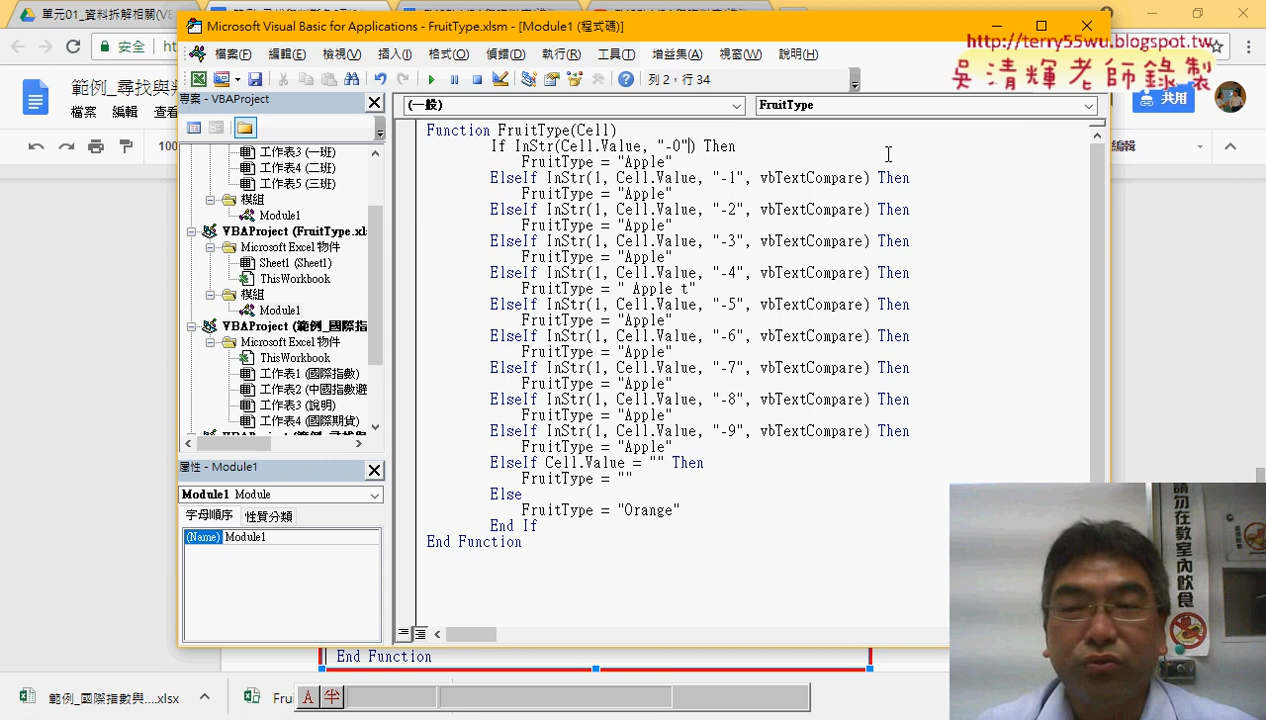 單元01_資料拆解相關(VB
Microsoft Visual Basic for Applications - FruitType.xlsm - [Module1 (程式碼)]
http://terry55wu.blogspot.tw
吳清輝老師錄製
安全
檔案(F) 編輯(E) 檢視(V) 插入(I) 格式(O) 偵錯(D) 執行(R) 工具(T) 增益集(A) 視窗(W) 說明(H)
列 2，行 34
檔案 編輯 查看
共用
專案 - VBAProject
(一般)
FruitType
編輯
100
工作表3 (一班)
工作表4 (二班)
工作表5 (三班)
模組
Module1
VBAProject (FruitType.xl
Microsoft Excel 物件
Sheet1 (Sheet1)
ThisWorkbook
模組
Module1
VBAProject (範例_國際指
Microsoft Excel 物件
ThisWorkbook
工作表1 (國際指數)
工作表2 (中國指數避
工作表3 (說明)
工作表4 (國際期貨)
屬性 - Module1
Module1 Module
字母順序 性質分類
(Name) Module1
Function FruitType(Cell)
If InStr(Cell.Value, "-0") Then
FruitType = "Apple"
ElseIf InStr(1, Cell.Value, "-1", vbTextCompare) Then
FruitType = "Apple"
ElseIf InStr(1, Cell.Value, "-2", vbTextCompare) Then
FruitType = "Apple"
ElseIf InStr(1, Cell.Value, "-3", vbTextCompare) Then
FruitType = "Apple"
ElseIf InStr(1, Cell.Value, "-4", vbTextCompare) Then
FruitType = " Apple t"
ElseIf InStr(1, Cell.Value, "-5", vbTextCompare) Then
FruitType = "Apple"
ElseIf InStr(1, Cell.Value, "-6", vbTextCompare) Then
FruitType = "Apple"
ElseIf InStr(1, Cell.Value, "-7", vbTextCompare) Then
FruitType = "Apple"
ElseIf InStr(1, Cell.Value, "-8", vbTextCompare) Then
FruitType = "Apple"
ElseIf InStr(1, Cell.Value, "-9", vbTextCompare) Then
FruitType = "Apple"
ElseIf Cell.Value = "" Then
FruitType = ""
Else
FruitType = "Orange"
End If
End Function
請勿在教室內飲食
End Function
範例_國際指數與....xlsx
Fru
A 半